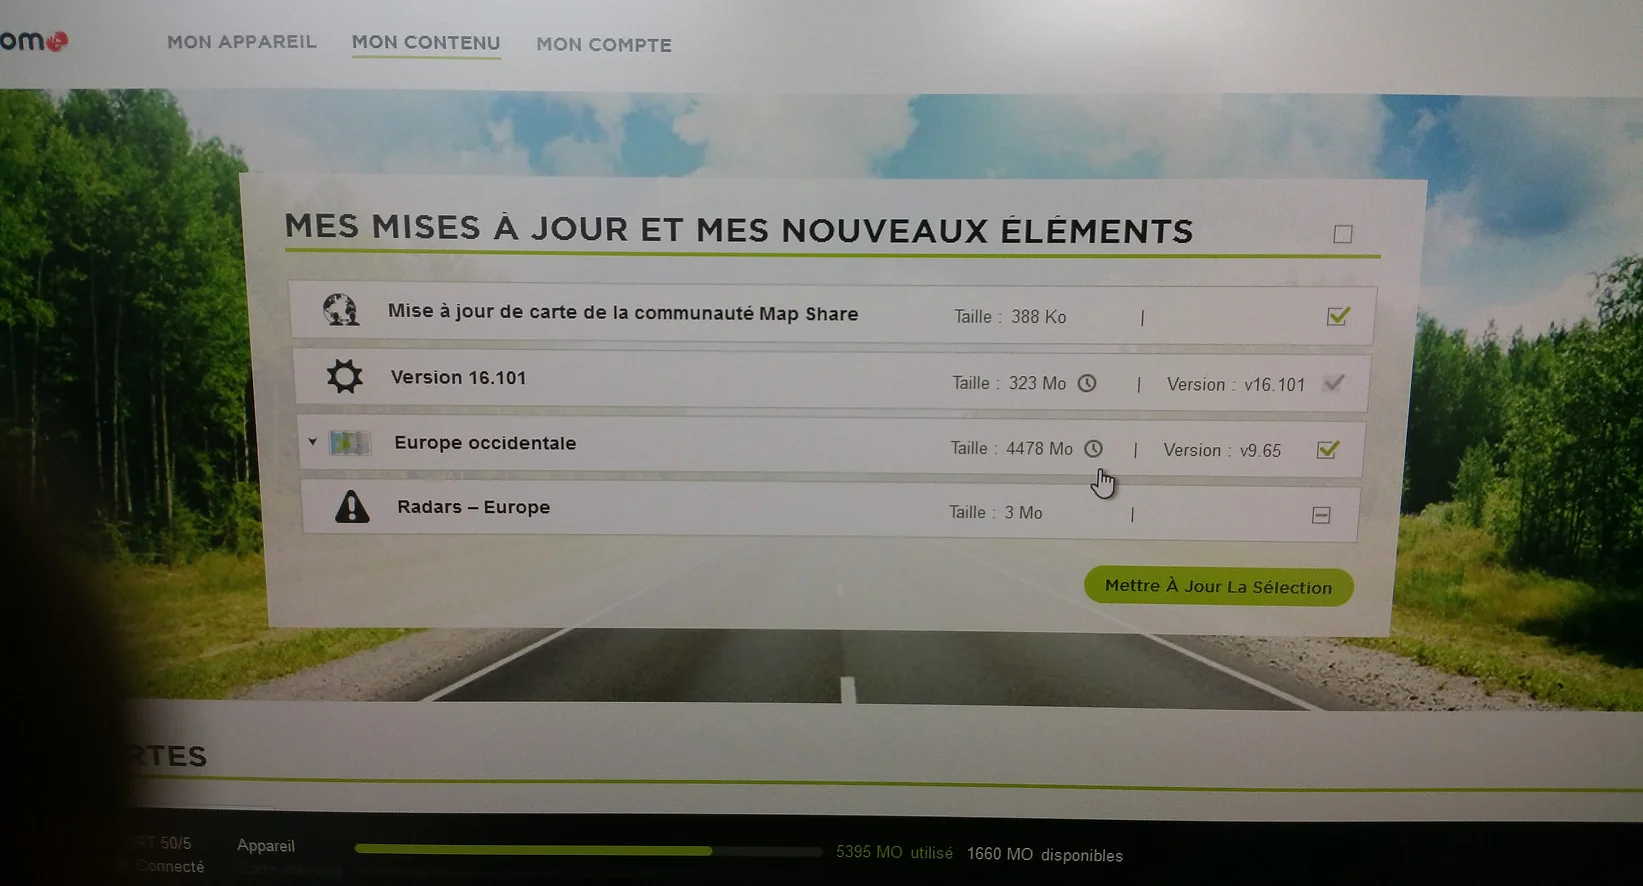 om
MON APPAREIL MON CONTENU MON COMPTE
MES MISES À JOUR ET MES NOUVEAUX ÉLÉMENTS
Mise à jour de carte de la communauté Map Share Taille : 388 Ko |
Version 16.101 Taille : 323 Mo | Version : v16.101
Europe occidentale Taille : 4478 Mo | Version : v9.65
Radars – Europe Taille : 3 Mo |
Mettre À Jour La Sélection
RTES
RT 50/5 Appareil 5395 MO utilisé 1660 MO disponibles
Connecté